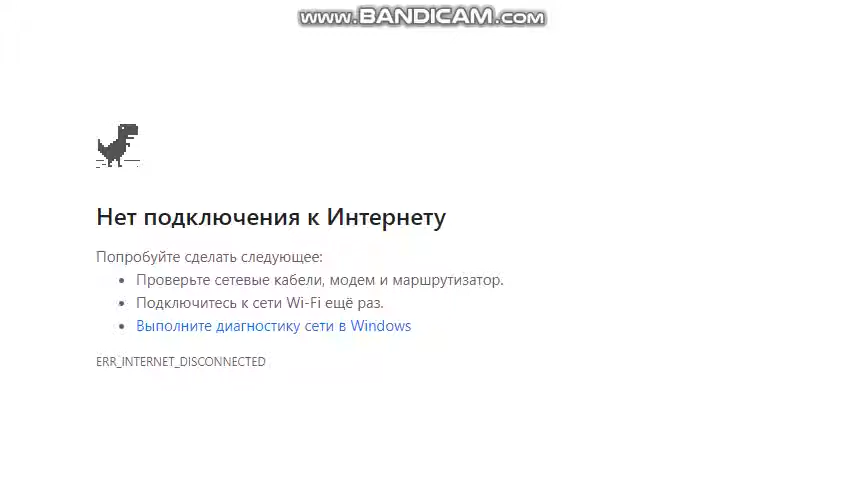 www.BANDICAM.com
Нет подключения к Интернету
Попробуйте сделать следующее:
Проверьте сетевые кабели, модем и маршрутизатор.
Подключитесь к сети Wi-Fi ещё раз.
Выполните диагностику сети в Windows
ERR_INTERNET_DISCONNECTED